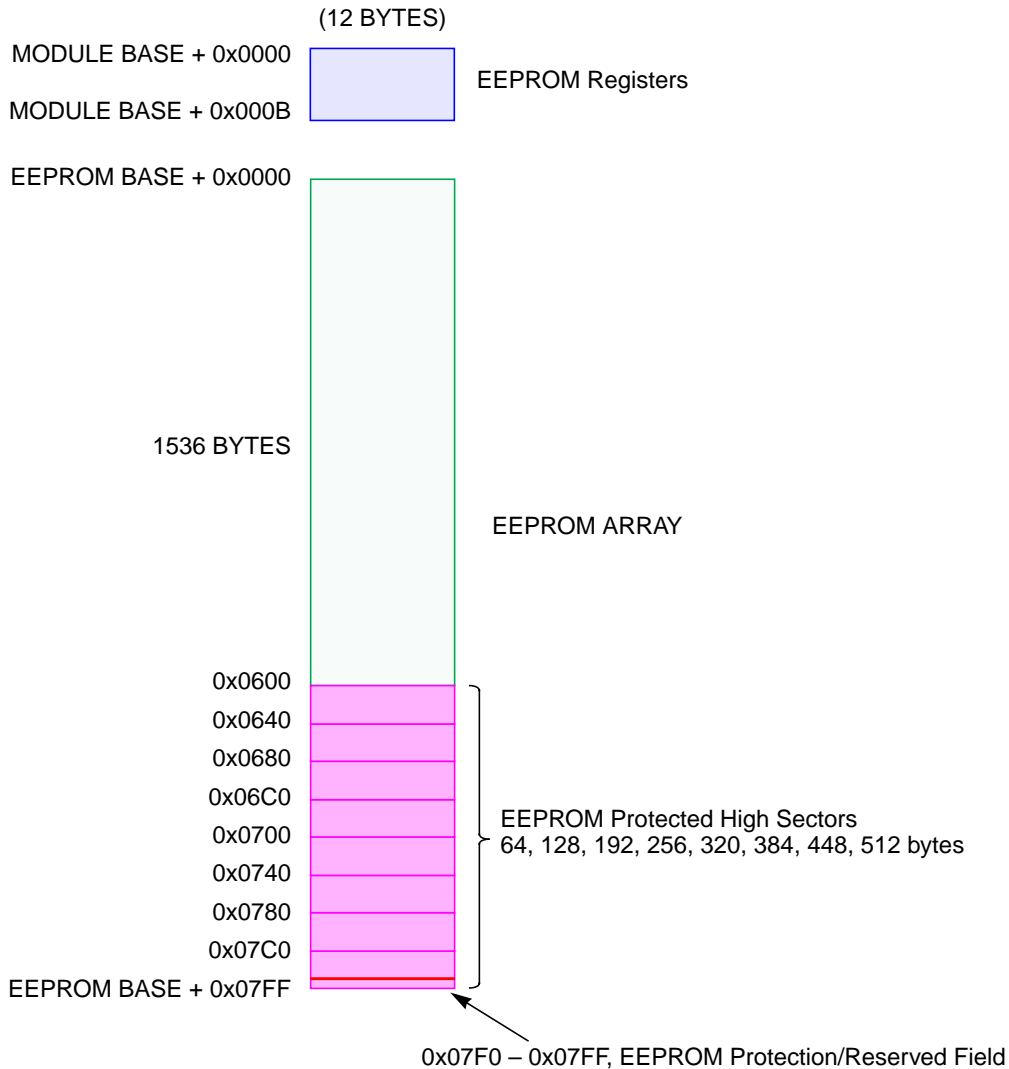 (12 BYTES)
MODULE BASE + 0x0000
EEPROM Registers
MODULE BASE + 0x000B
EEPROM BASE + 0x0000
1536 BYTES
EEPROM ARRAY
0x0600
0x0640
0x0680
0x06C0
0x0700
EEPROM Protected High Sectors
64, 128, 192, 256, 320, 384, 448, 512 bytes
0x0740
0x0780
0x07C0
EEPROM BASE + 0x07FF
0x07F0 – 0x07FF, EEPROM Protection/Reserved Field